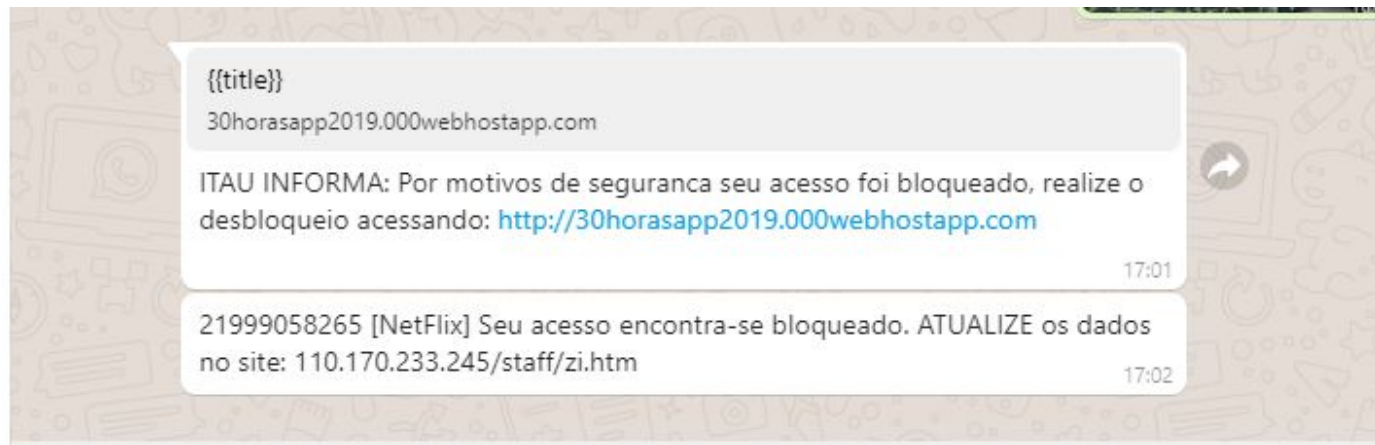 {{title}}
30horasapp2019.000webhostapp.com
ITAU INFORMA: Por motivos de seguranca seu acesso foi bloqueado, realize o
desbloqueio acessando: http://30horasapp2019.000webhostapp.com
17:01
21999058265 [NetFlix] Seu acesso encontra-se bloqueado. ATUALIZE os dados
no site: 110.170.233.245/staff/zi.htm
17:02